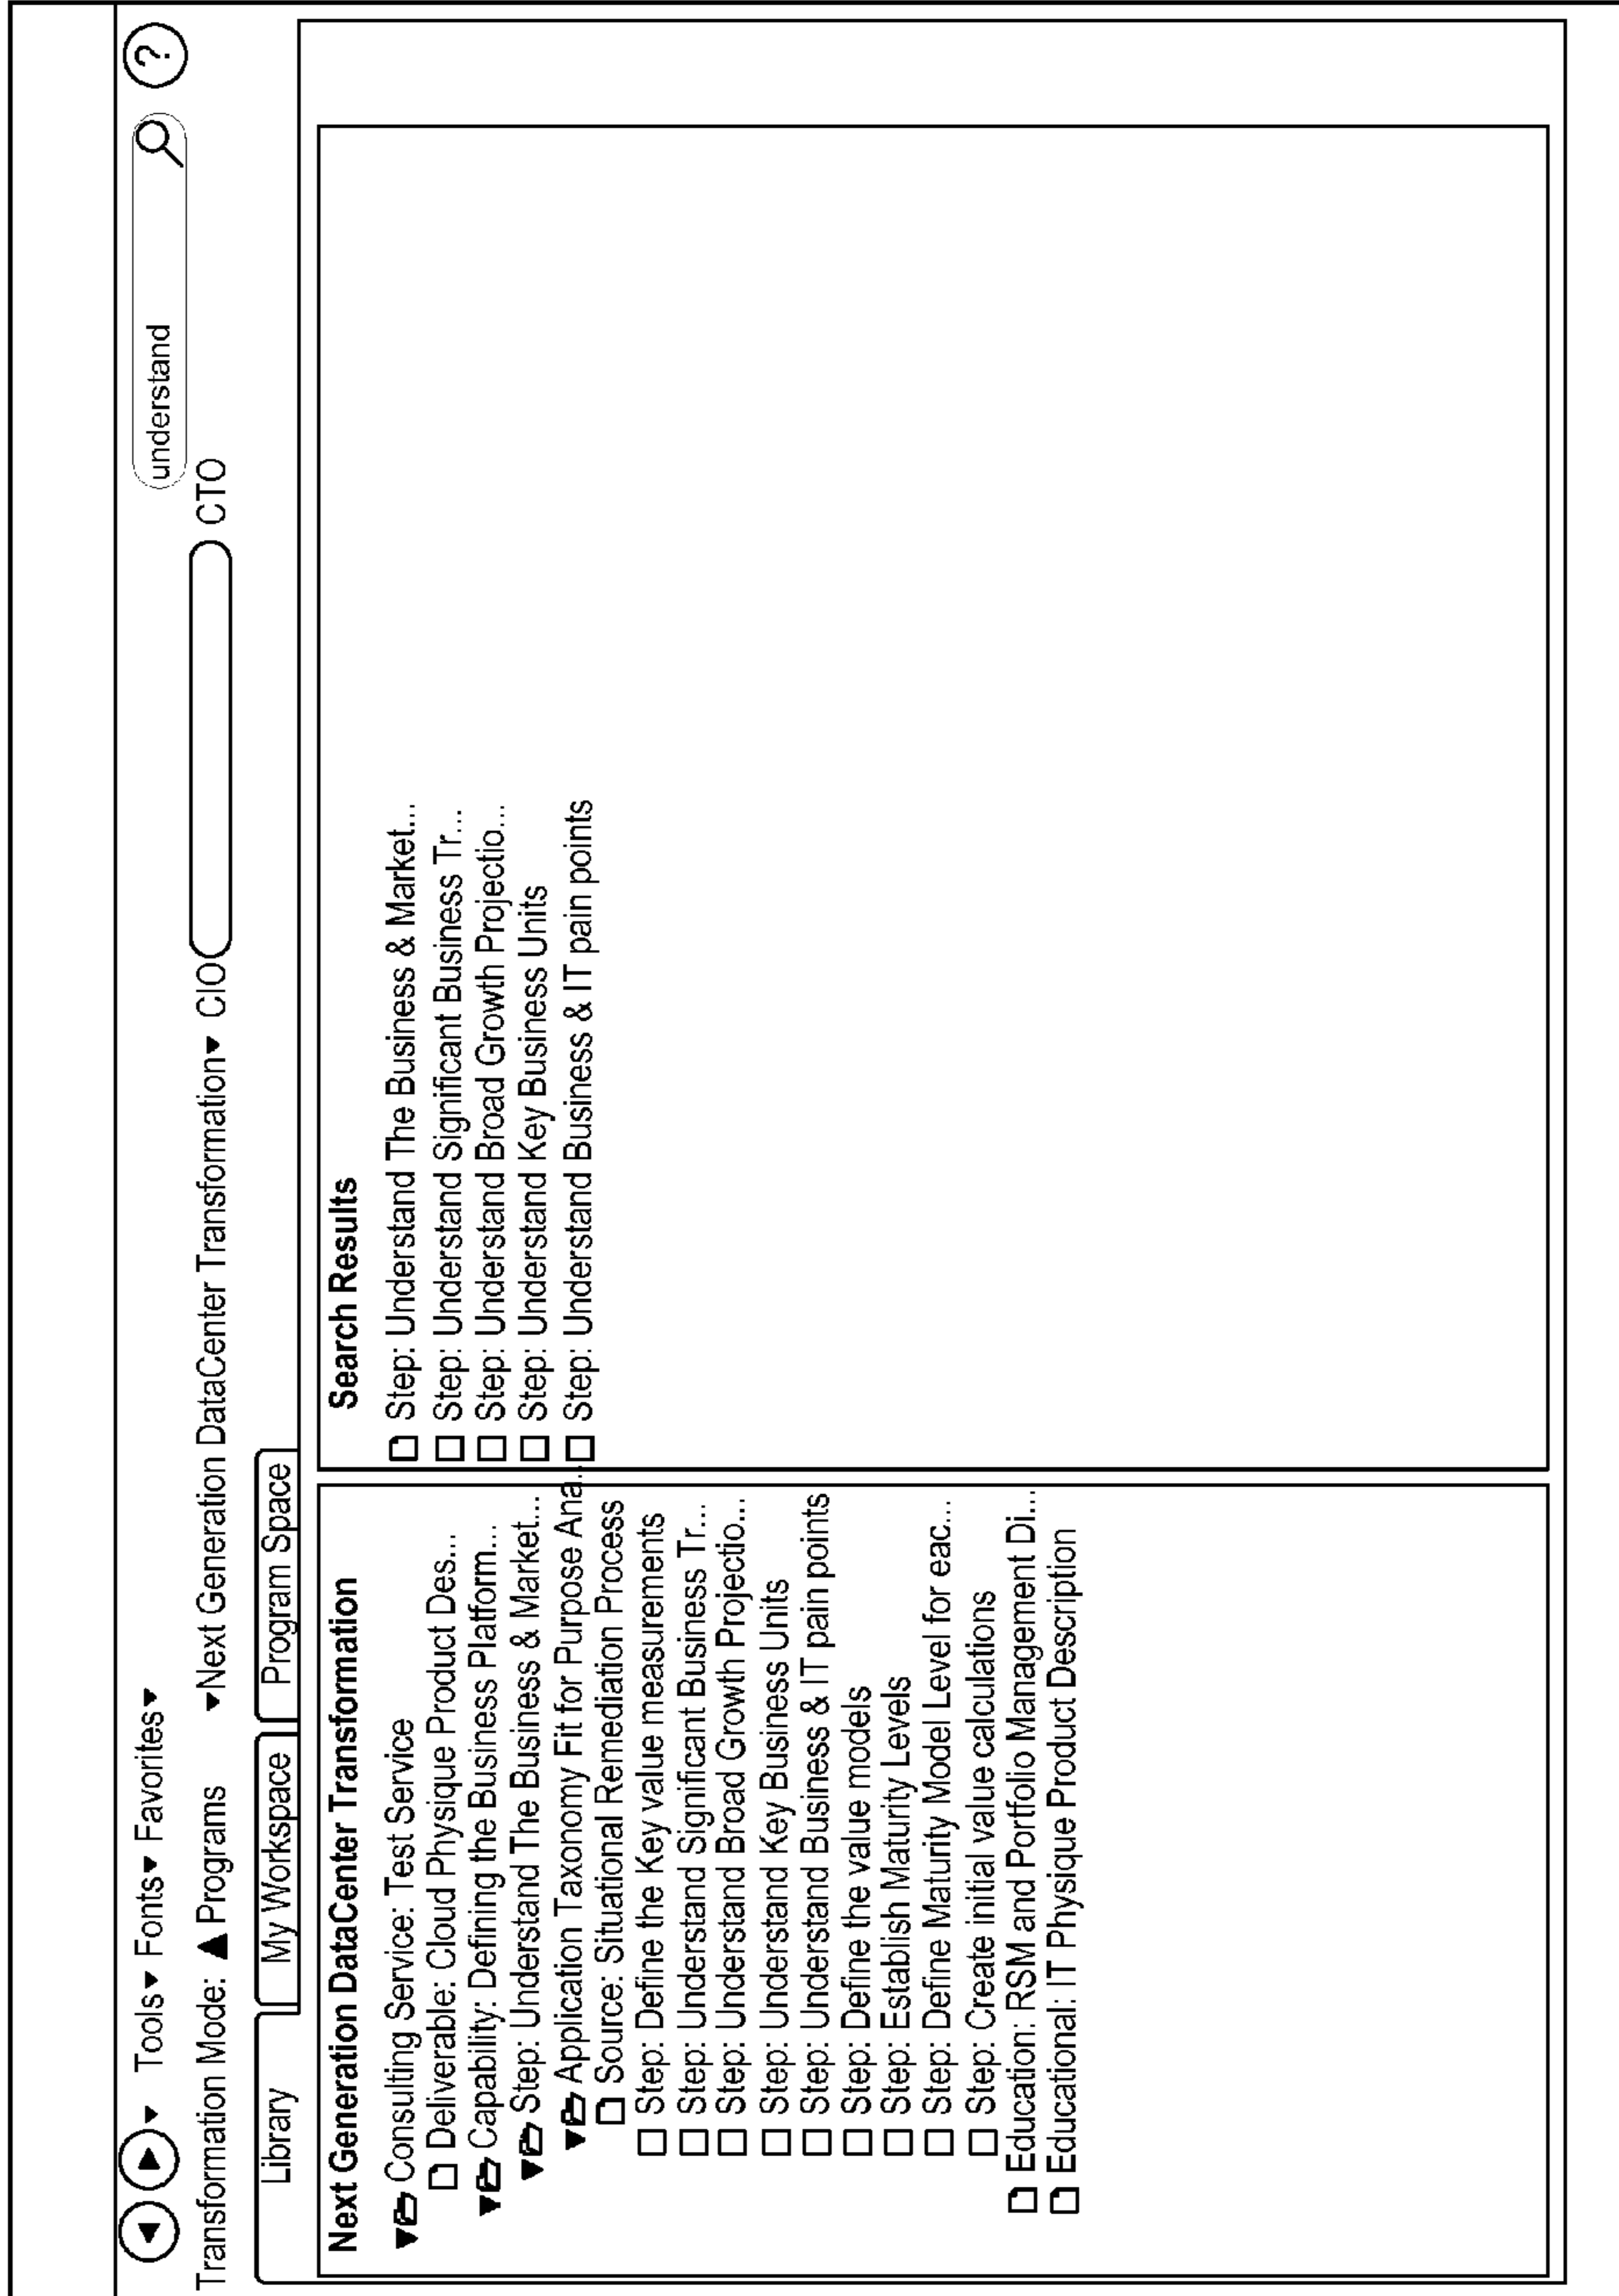 Tools▾ Fonts▾ Favorites▾ understand ?
Transformation Mode: ▲ Programs ▾Next Generation DataCenter Transformation▾ CIO CTO
Library My Workspace Program Space
Next Generation DataCenter Transformation
Consulting Service: Test Service
Deliverable: Cloud Physique Product Des...
Capability: Defining the Business Platform...
Step: Understand The Business & Market...
Application Taxonomy Fit for Purpose Ana..
Source: Situational Remediation Process
Step: Define the Key value measurements
Step: Understand Significant Business Tr...
Step: Understand Broad Growth Projectio...
Step: Understand Key Business Units
Step: Understand Business & IT pain points
Step: Define the value models
Step: Establish Maturity Levels
Step: Define Maturity Model Level for eac...
Step: Create initial value calculations
Education: RSM and Portfolio Management Di...
Educational: IT Physique Product Description
Search Results
Step: Understand The Business & Market...
Step: Understand Significant Business Tr...
Step: Understand Broad Growth Projectio...
Step: Understand Key Business Units
Step: Understand Business & IT pain points